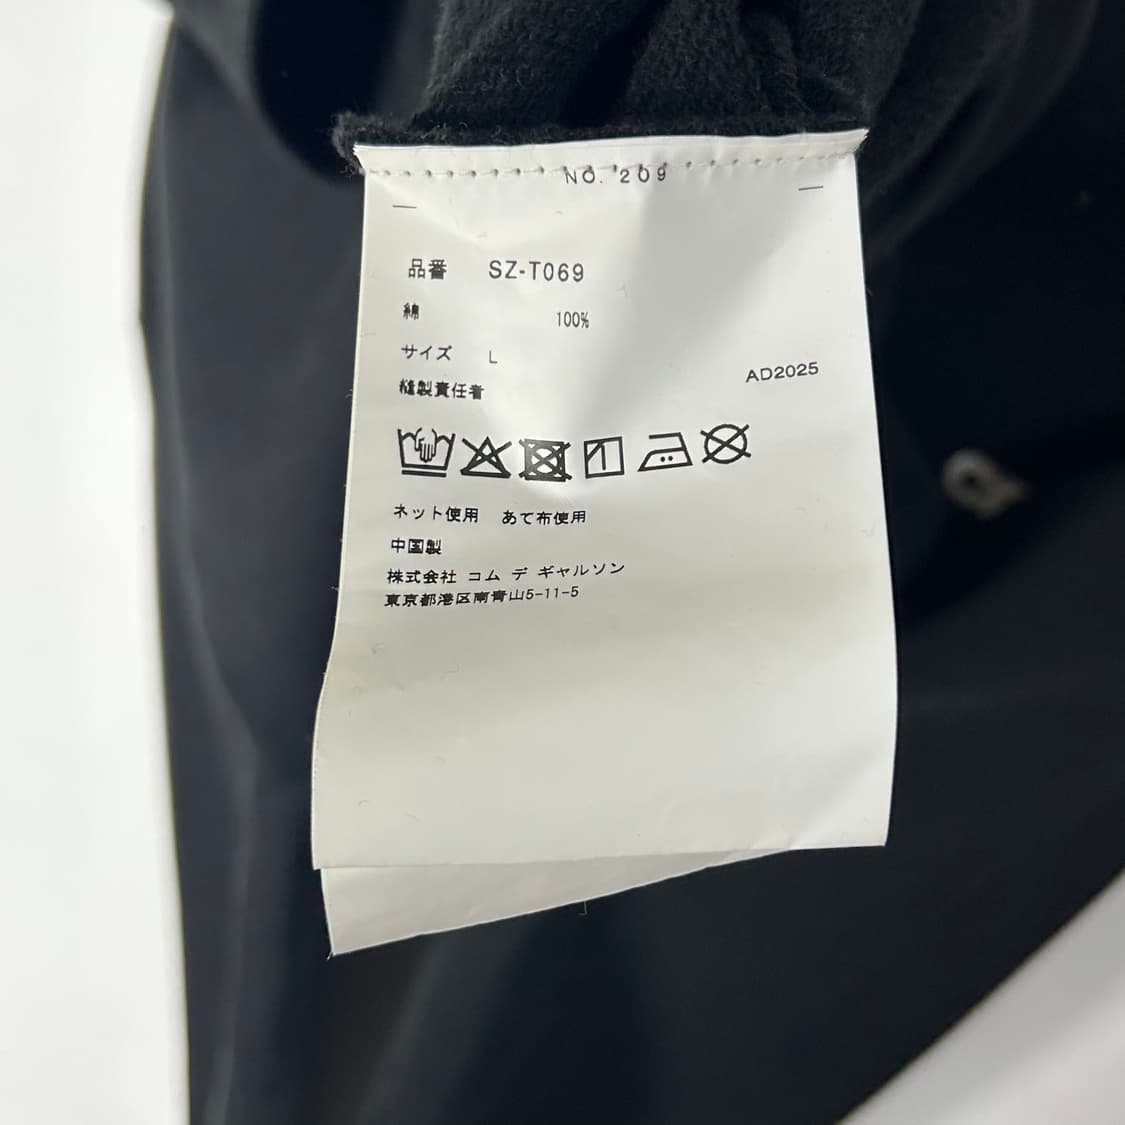 NO. 209
品番 SZ-T069
綿 100%
サイズ L
縫製責任者 AD2025
ネット使用 あて布使用
中国製
株式会社 コム デ ギャルソン
東京都港区南青山5-11-5